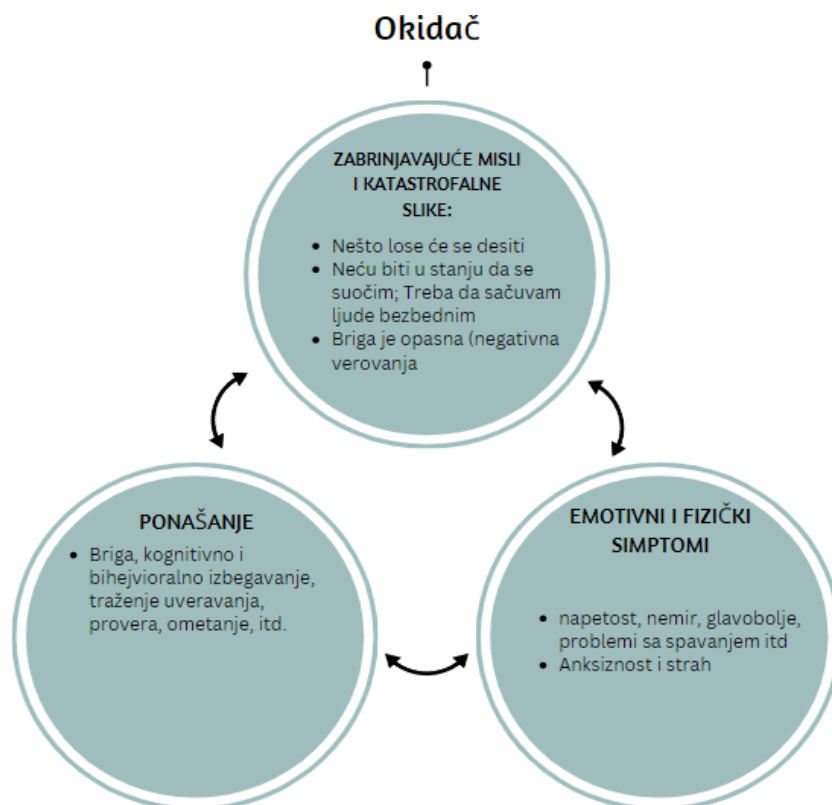 Okidač
ZABRINJAVAJUĆE MISLI
I KATASTROFALNE
SLIKE:
• Nešto lose će se desiti
• Neću biti u stanju da se
suočim; Treba da sačuvam
ljude bezbednim
• Briga je opasna (negativna
verovanja
PONAŠANJE
• Briga, kognitivno i
bihejvioralno izbegavanje,
traženje uveravanja,
provera, ometanje, itd.
EMOTIVNI I FIZIČKI
SIMPTOMI
• napetost, nemir, glavobolje,
problemi sa spavanjem itd
• Anksiznost i strah